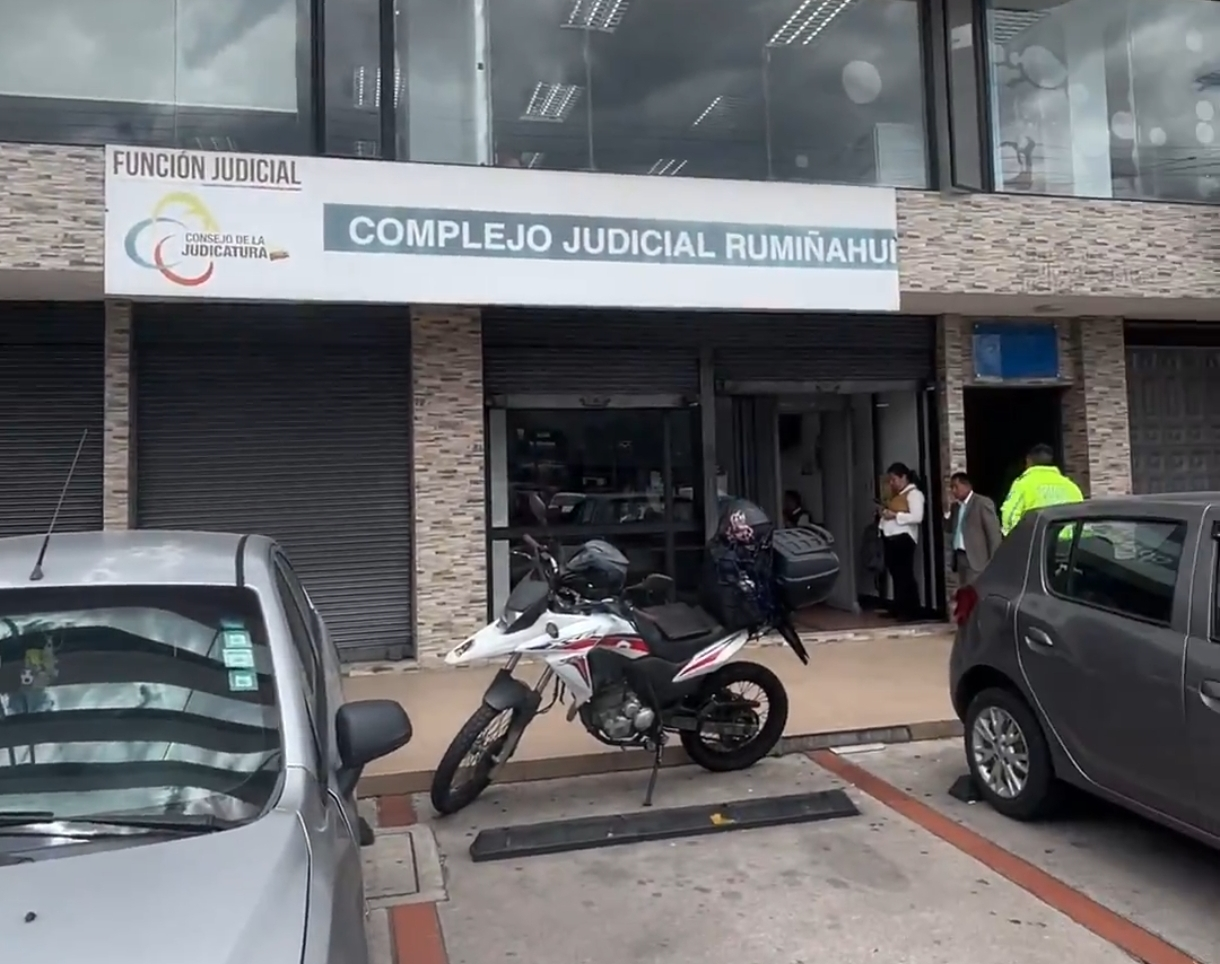 FUNCIÓN JUDICIAL
CONSEJO DE LA
JUDICATURA
COMPLEJO JUDICIAL RUMIÑAHUI